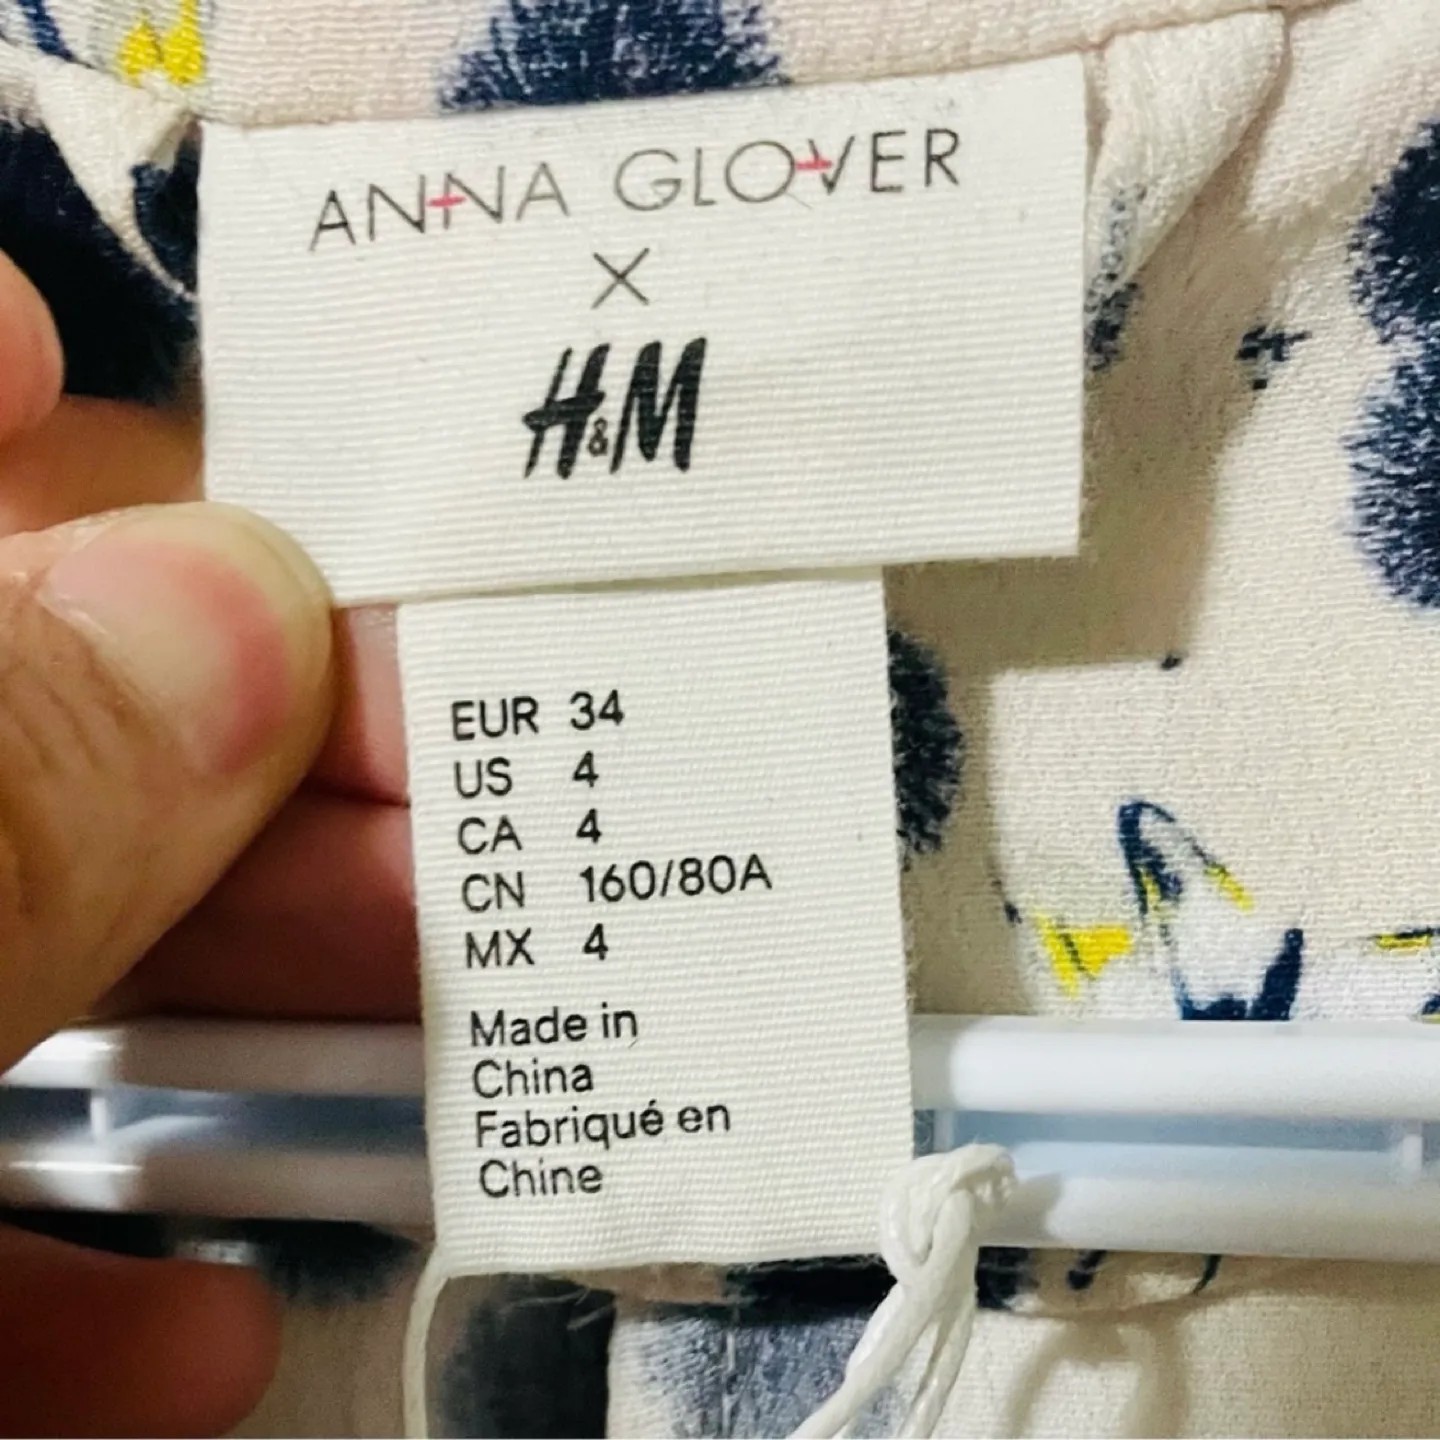 ANNA GLOVER
X
H&M
EUR 34
US 4
CA 4
CN 160/80A
MX 4
Made in
China
Fabriqué en
Chine